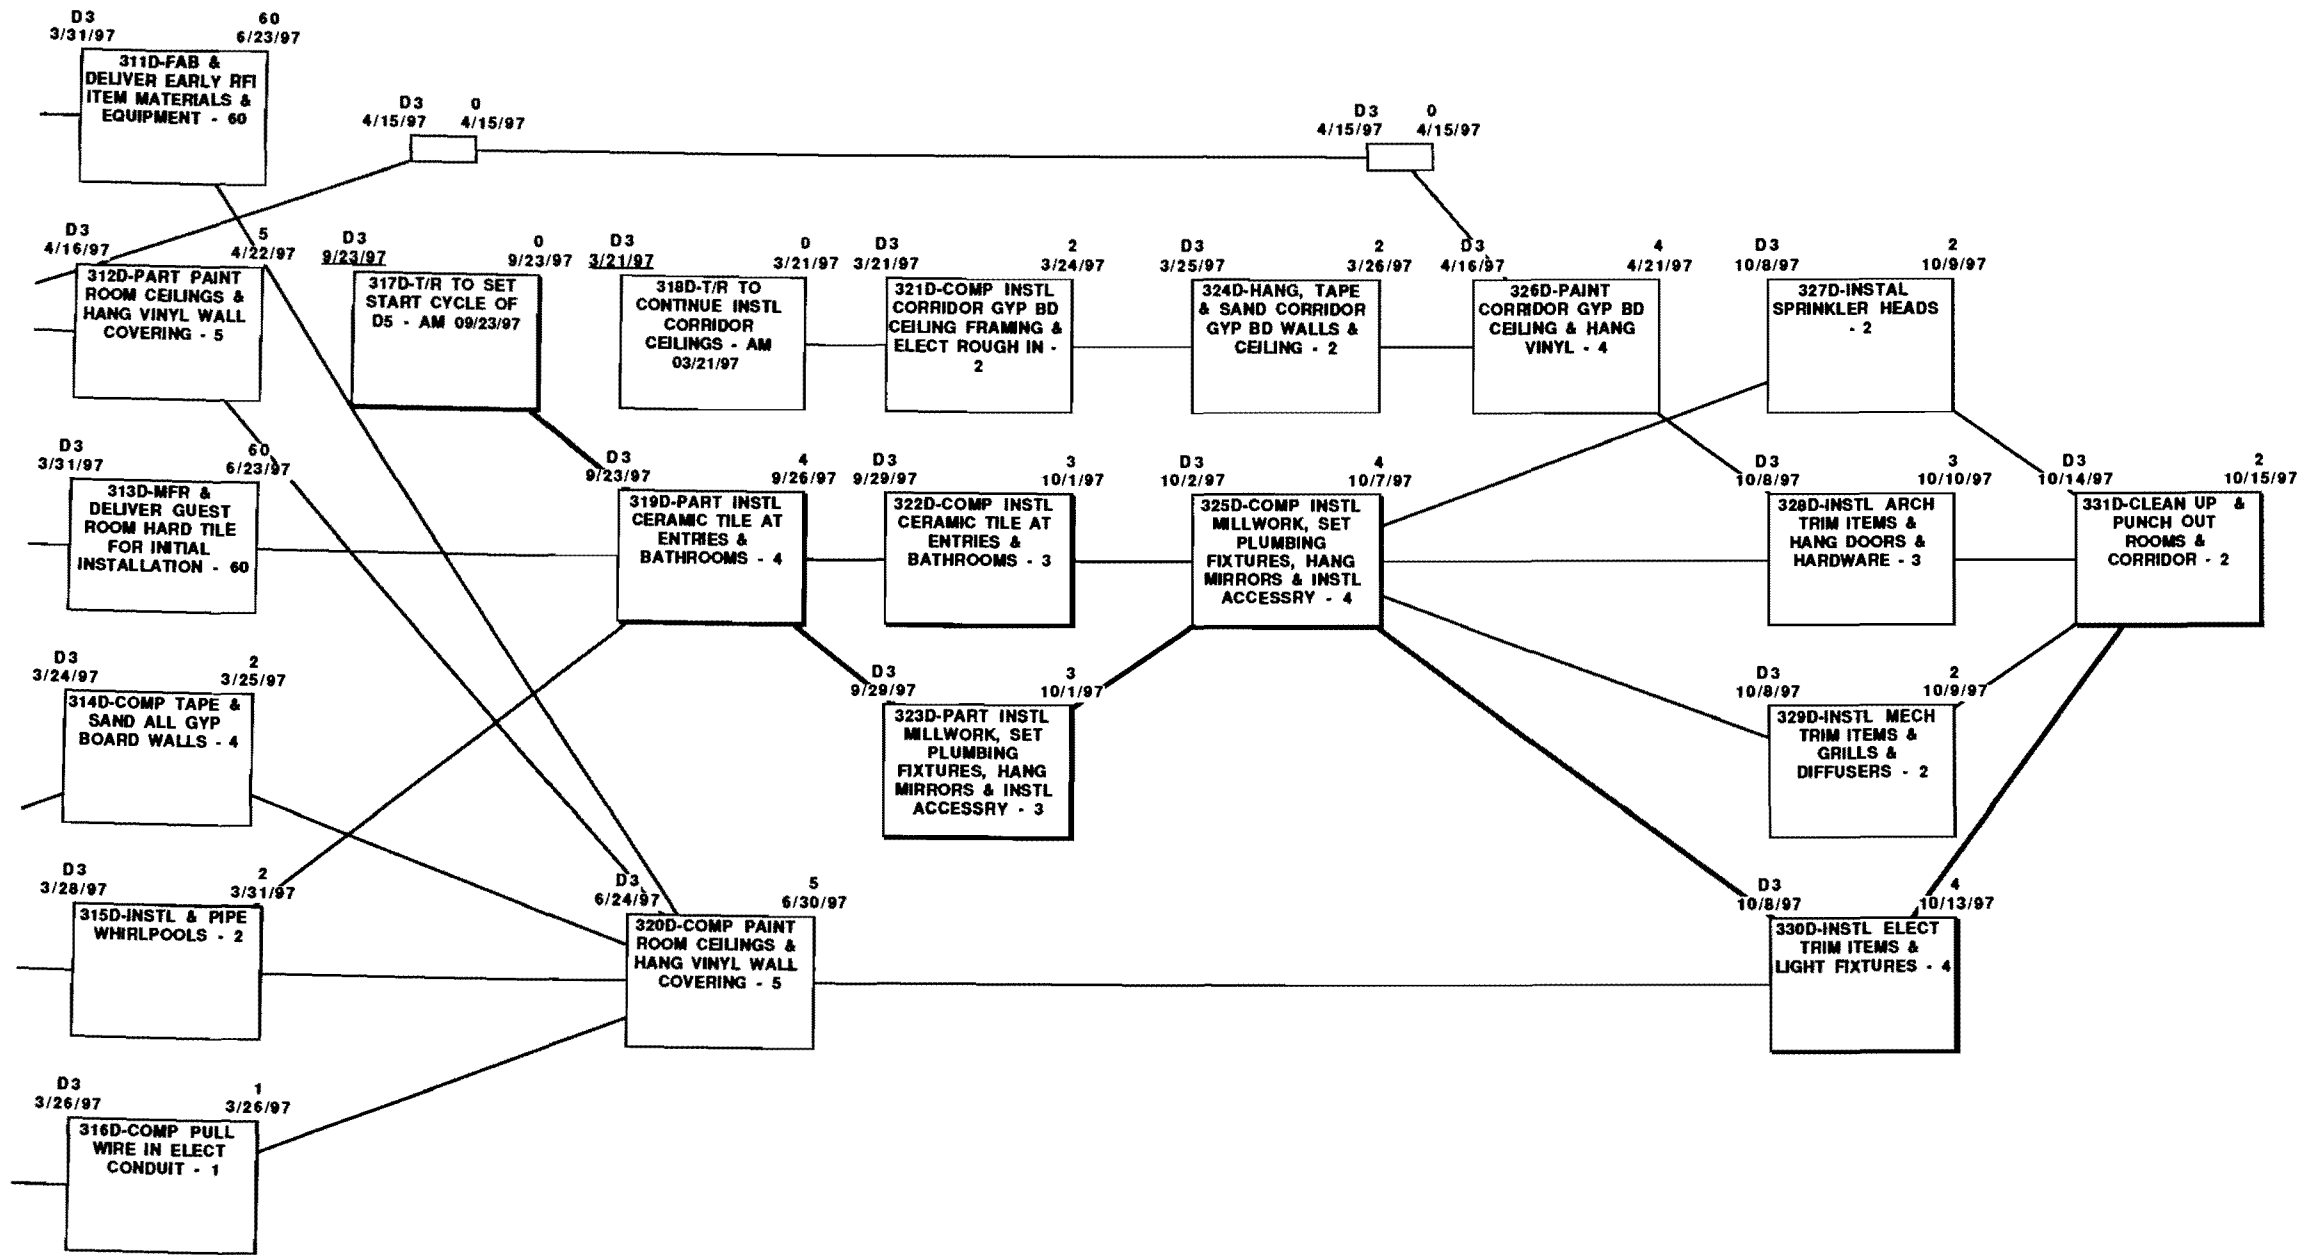 D3 60
3/31/97 6/23/97
311D-FAB &
DELIVER EARLY RFI
ITEM MATERIALS &
EQUIPMENT - 60
D3 0
4/15/97 4/15/97
D3 0
4/15/97 4/15/97
D3 5
4/16/97 4/22/97
312D-PART PAINT
ROOM CEILINGS &
HANG VINYL WALL
COVERING - 5
D3 0
9/23/97 9/23/97
317D-T/R TO SET
START CYCLE OF
D5 - AM 09/23/97
D3 0
3/21/97 3/21/97
318D-T/R TO
CONTINUE INSTL
CORRIDOR
CEILINGS - AM
03/21/97
D3 2
3/21/97 3/24/97
321D-COMP INSTL
CORRIDOR GYP BD
CEILING FRAMING &
ELECT ROUGH IN -
2
D3 2
3/25/97 3/26/97
324D-HANG, TAPE
& SAND CORRIDOR
GYP BD WALLS &
CEILING - 2
D3 4
4/16/97 4/21/97
326D-PAINT
CORRIDOR GYP BD
CEILING & HANG
VINYL - 4
D3 2
10/8/97 10/9/97
327D-INSTAL
SPRINKLER HEADS
- 2
D3 60
3/31/97 6/23/97
313D-MFR &
DELIVER GUEST
ROOM HARD TILE
FOR INITIAL
INSTALLATION - 60
D3 4
9/23/97 9/26/97
319D-PART INSTL
CERAMIC TILE AT
ENTRIES &
BATHROOMS - 4
D3 3
9/29/97 10/1/97
322D-COMP INSTL
CERAMIC TILE AT
ENTRIES &
BATHROOMS - 3
D3 4
10/2/97 10/7/97
325D-COMP INSTL
MILLWORK, SET
PLUMBING
FIXTURES, HANG
MIRRORS & INSTL
ACCESSRY - 4
D3 3
10/8/97 10/10/97
328D-INSTL ARCH
TRIM ITEMS &
HANG DOORS &
HARDWARE - 3
D3 2
10/14/97 10/15/97
331D-CLEAN UP &
PUNCH OUT
ROOMS &
CORRIDOR - 2
D3 2
3/24/97 3/25/97
314D-COMP TAPE &
SAND ALL GYP
BOARD WALLS - 4
D3 3
9/29/97 10/1/97
323D-PART INSTL
MILLWORK, SET
PLUMBING
FIXTURES, HANG
MIRRORS & INSTL
ACCESSRY - 3
D3 2
10/8/97 10/9/97
329D-INSTL MECH
TRIM ITEMS &
GRILLS &
DIFFUSERS - 2
D3 2
3/28/97 3/31/97
315D-INSTL & PIPE
WHIRLPOOLS - 2
D3 5
6/24/97 6/30/97
320D-COMP PAINT
ROOM CEILINGS &
HANG VINYL WALL
COVERING - 5
D3 4
10/8/97 10/13/97
330D-INSTL ELECT
TRIM ITEMS &
LIGHT FIXTURES - 4
D3 1
3/26/97 3/26/97
316D-COMP PULL
WIRE IN ELECT
CONDUIT - 1